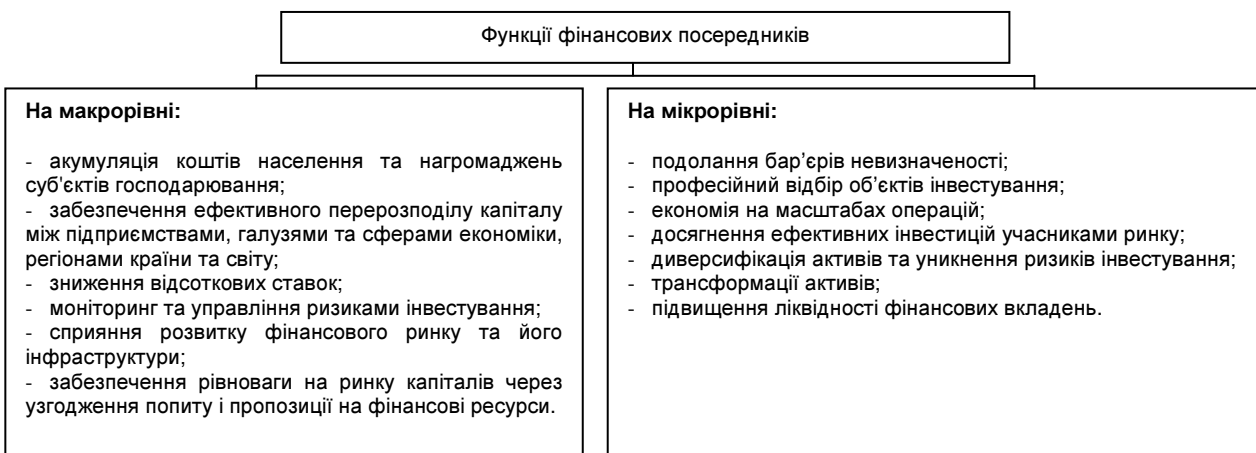 Функції фінансових посередників
На макрорівні:
- акумуляція коштів населення та нагромаджень
суб'єктів господарювання;
- забезпечення ефективного перерозподілу капіталу
між підприємствами, галузями та сферами економіки,
регіонами країни та світу;
- зниження відсоткових ставок;
- моніторинг та управління ризиками інвестування;
- сприяння розвитку фінансового ринку та його
інфраструктури;
- забезпечення рівноваги на ринку капіталів через
узгодження попиту і пропозиції на фінансові ресурси.
На мікрорівні:
- подолання бар’єрів невизначеності;
- професійний відбір об’єктів інвестування;
- економія на масштабах операцій;
- досягнення ефективних інвестицій учасниками ринку;
- диверсифікація активів та уникнення ризиків інвестування;
- трансформації активів;
- підвищення ліквідності фінансових вкладень.